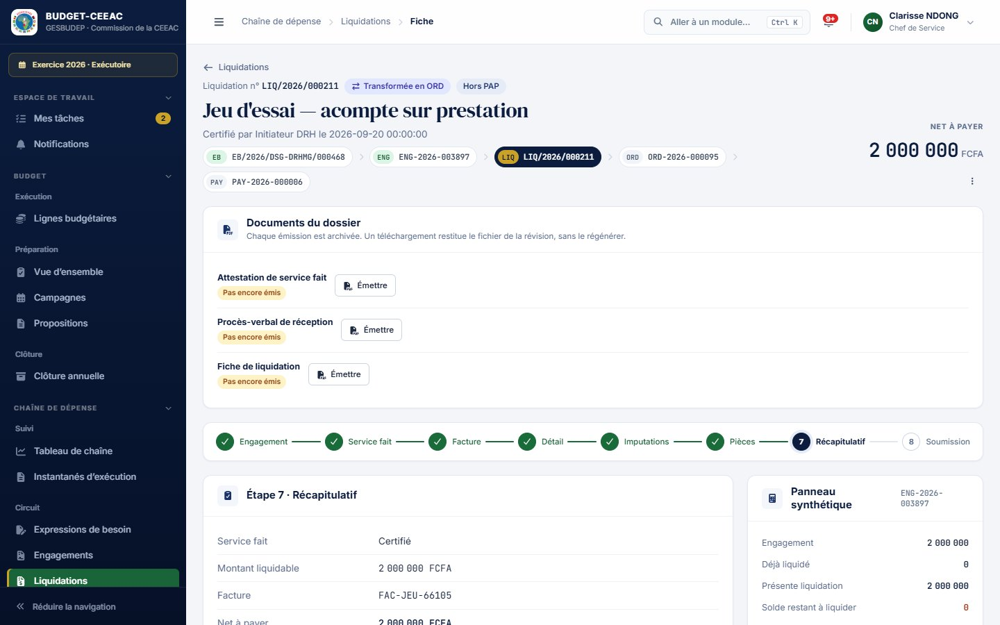 BUDGET-CEEAC
GESBUDEP · Commission de la CEEAC
Exercice 2026 · Exécutoire
ESPACE DE TRAVAIL
Mes tâches
2
Notifications
BUDGET
Exécution
Lignes budgétaires
Préparation
Vue d'ensemble
Campagnes
Propositions
Clôture
Clôture annuelle
CHAÎNE DE DÉPENSE
Suivi
Tableau de chaîne
Instantanés d'exécution
Circuit
Expressions de besoin
Engagements
Liquidations
Réduire la navigation
Chaîne de dépense
Liquidations
Fiche
Aller à un module...
Ctrl K
9+
CN
Clarisse NDONG
Chef de Service
Liquidations
Liquidation n° LIQ/2026/000211
Transformée en ORD
Hors PAP
Jeu d'essai — acompte sur prestation
Certifié par Initiateur DRH le 2026-09-20 00:00:00
EB EB/2026/DSG-DRHMG/000468
ENG ENG-2026-003897
LIQ LIQ/2026/000211
ORD ORD-2026-000095
PAY PAY-2026-000006
NET À PAYER
2 000 000 FCFA
Documents du dossier
Chaque émission est archivée. Un téléchargement restitue le fichier de la révision, sans le régénérer.
Attestation de service fait
Pas encore émis
Émettre
Procès-verbal de réception
Pas encore émis
Émettre
Fiche de liquidation
Pas encore émis
Émettre
Engagement
Service fait
Facture
Détail
Imputations
Pièces
7 Récapitulatif
8 Soumission
Étape 7 · Récapitulatif
Service fait Certifié
Montant liquidable 2 000 000 FCFA
Facture FAC-JEU-66105
Net à payer 2 000 000 FCFA
Panneau
synthétique
ENG-2026-
003897
Engagement 2 000 000
Déjà liquidé 0
Présente liquidation 2 000 000
Solde restant à liquider 0